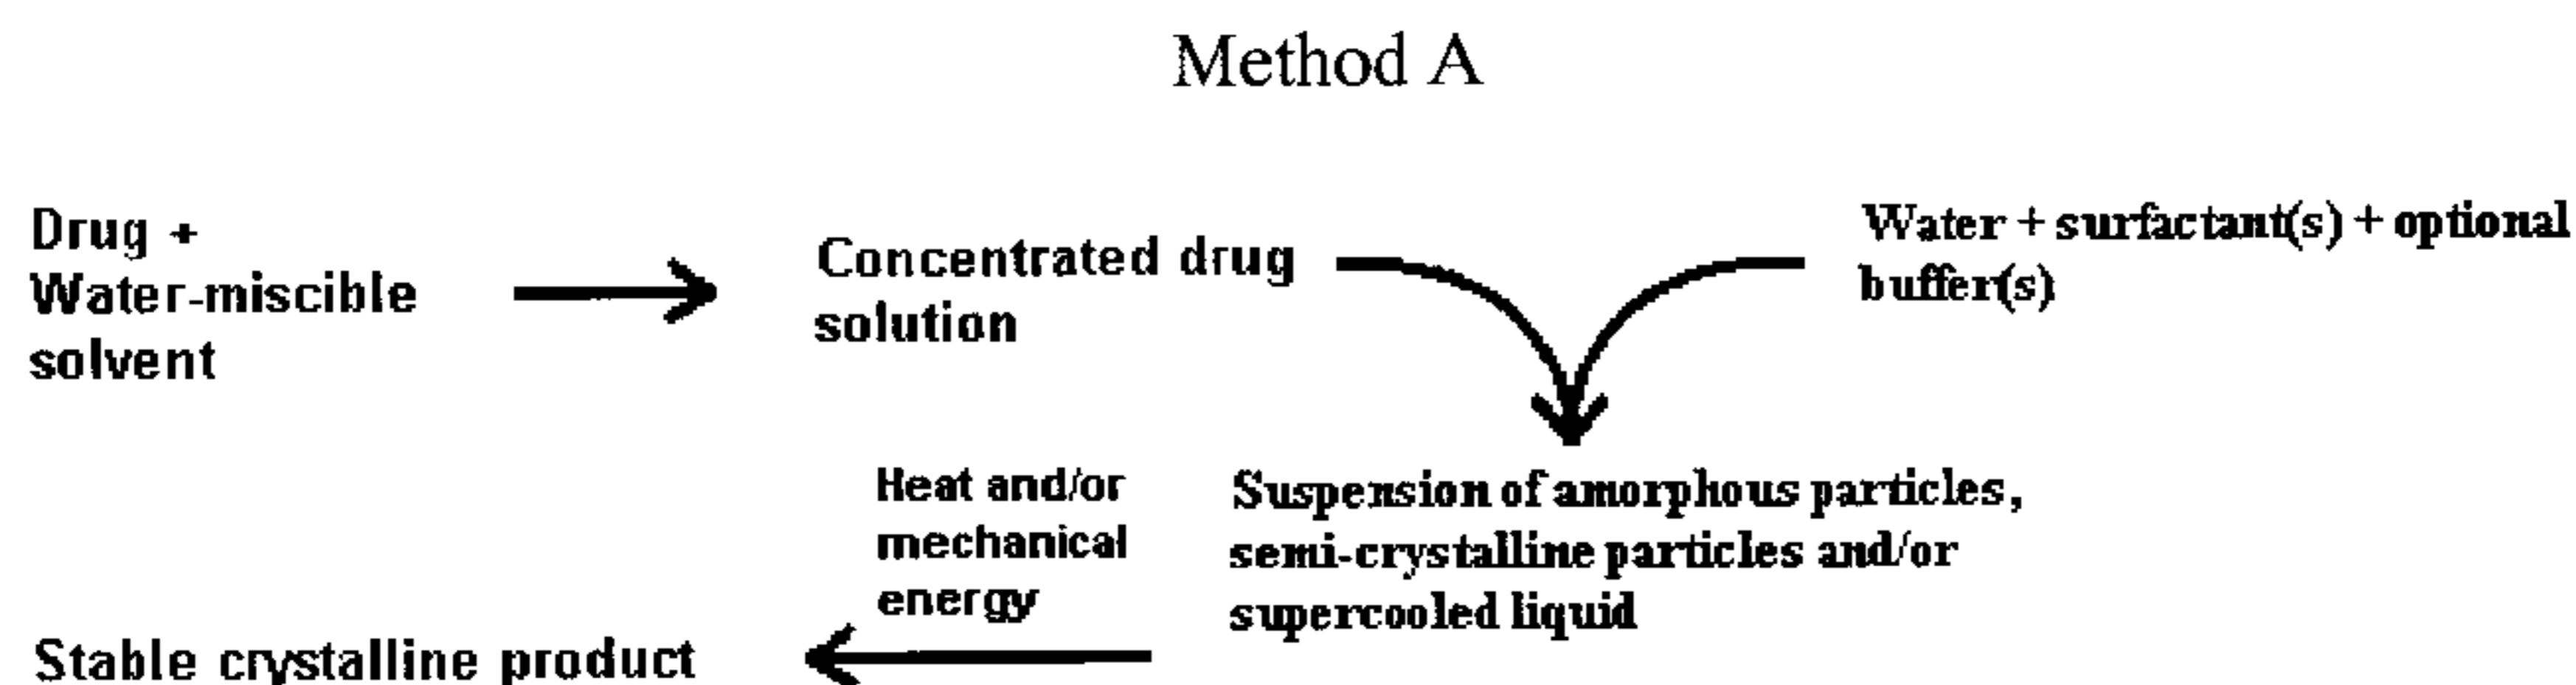 Method A
Drug +
Water-miscible
solvent
Concentrated drug
solution
Water + surfactant(s) + optional
buffer(s)
Heat and/or
mechanical
energy
Suspension of amorphous particles,
semi-crystalline particles and/or
supercooled liquid
Stable crystalline product